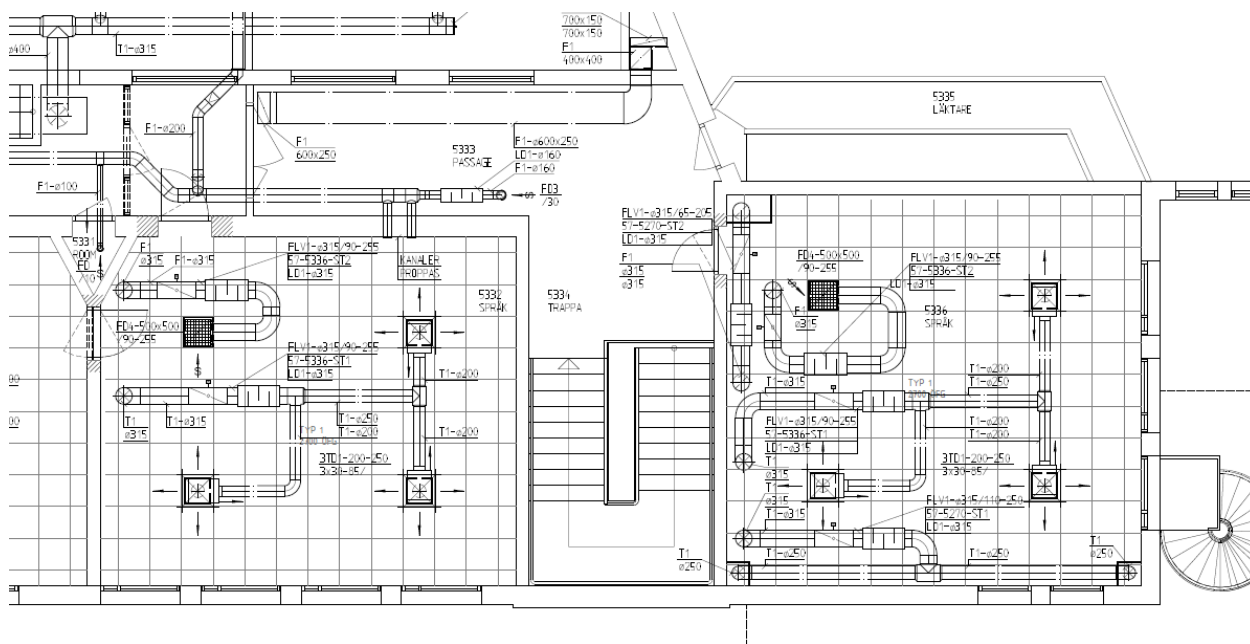 ø400
T1-ø315
700x150
700x150
F1
400x400
5335
LÄKTARE
F1-ø200
F1
600x250
5333
PASSAGE
F1-ø600x250
LD1-ø160
F1-ø160
FD3
/30
S
F1-ø100
5331
ROOM
FD
/10
S
F1
ø315
F1-ø315
FLV1-ø315/90-255
57-5336-ST2
LD1-ø315
KANALER
PROPPAS
FLV1-ø315/65-205
57-5270-ST2
LD1-ø315
F1
ø315
ø315
FD4-500x500
/90-255
S
FLV1-ø315/90-255
57-5336-ST2
LD1-ø315
5332
SPRÅK
5334
TRAPPA
F1
ø315
5336
SPRÅK
FD4-500x500
/90-255
S
FLV1-ø315/90-255
57-5336-ST1
LD1-ø315
T1-ø200
T1
ø315
T1-ø315
T1-ø250
T1-ø200
T1-ø200
TYP 1
3TD1-200-250
3x30-85/
T1-ø315
TYP 1
T1-ø200
T1-ø250
FLV1-ø315/90-255
57-5336-ST1
LD1-ø315
T1-ø200
T1-ø200
T1
ø315
T1
ø315
T1-ø315
3TD1-200-250
3x30-85/
FLV1-ø315/110-250
57-5270-ST1
LD1-ø315
T1
ø250
T1-ø250
T1-ø250
T1
ø250